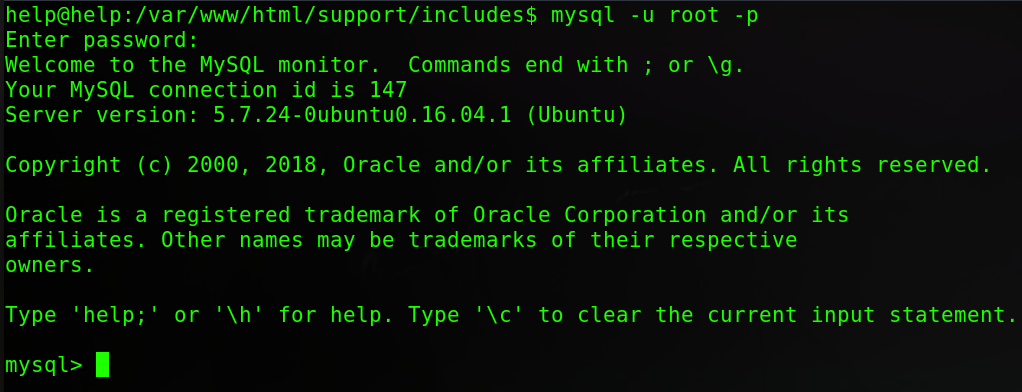 help@help:/var/www/html/support/includes$ mysql -u root -p
Enter password:
Welcome to the MySQL monitor.  Commands end with ; or \g.
Your MySQL connection id is 147
Server version: 5.7.24-0ubuntu0.16.04.1 (Ubuntu)
Copyright (c) 2000, 2018, Oracle and/or its affiliates. All rights reserved.
Oracle is a registered trademark of Oracle Corporation and/or its
affiliates. Other names may be trademarks of their respective
owners.
Type 'help;' or '\h' for help. Type '\c' to clear the current input statement.
mysql>